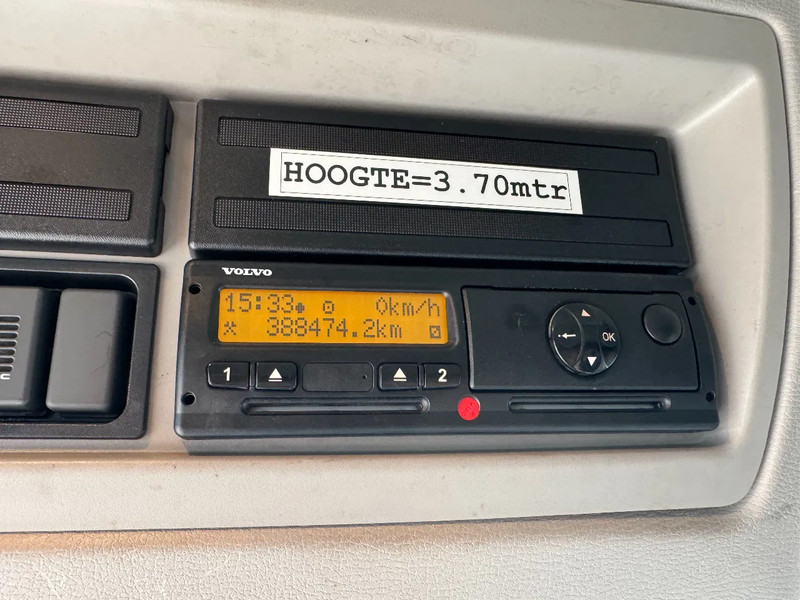 HOOGTE=3.70mtr
VOLVO
15:33 0km/h
388474.2km
1 2
OK
C